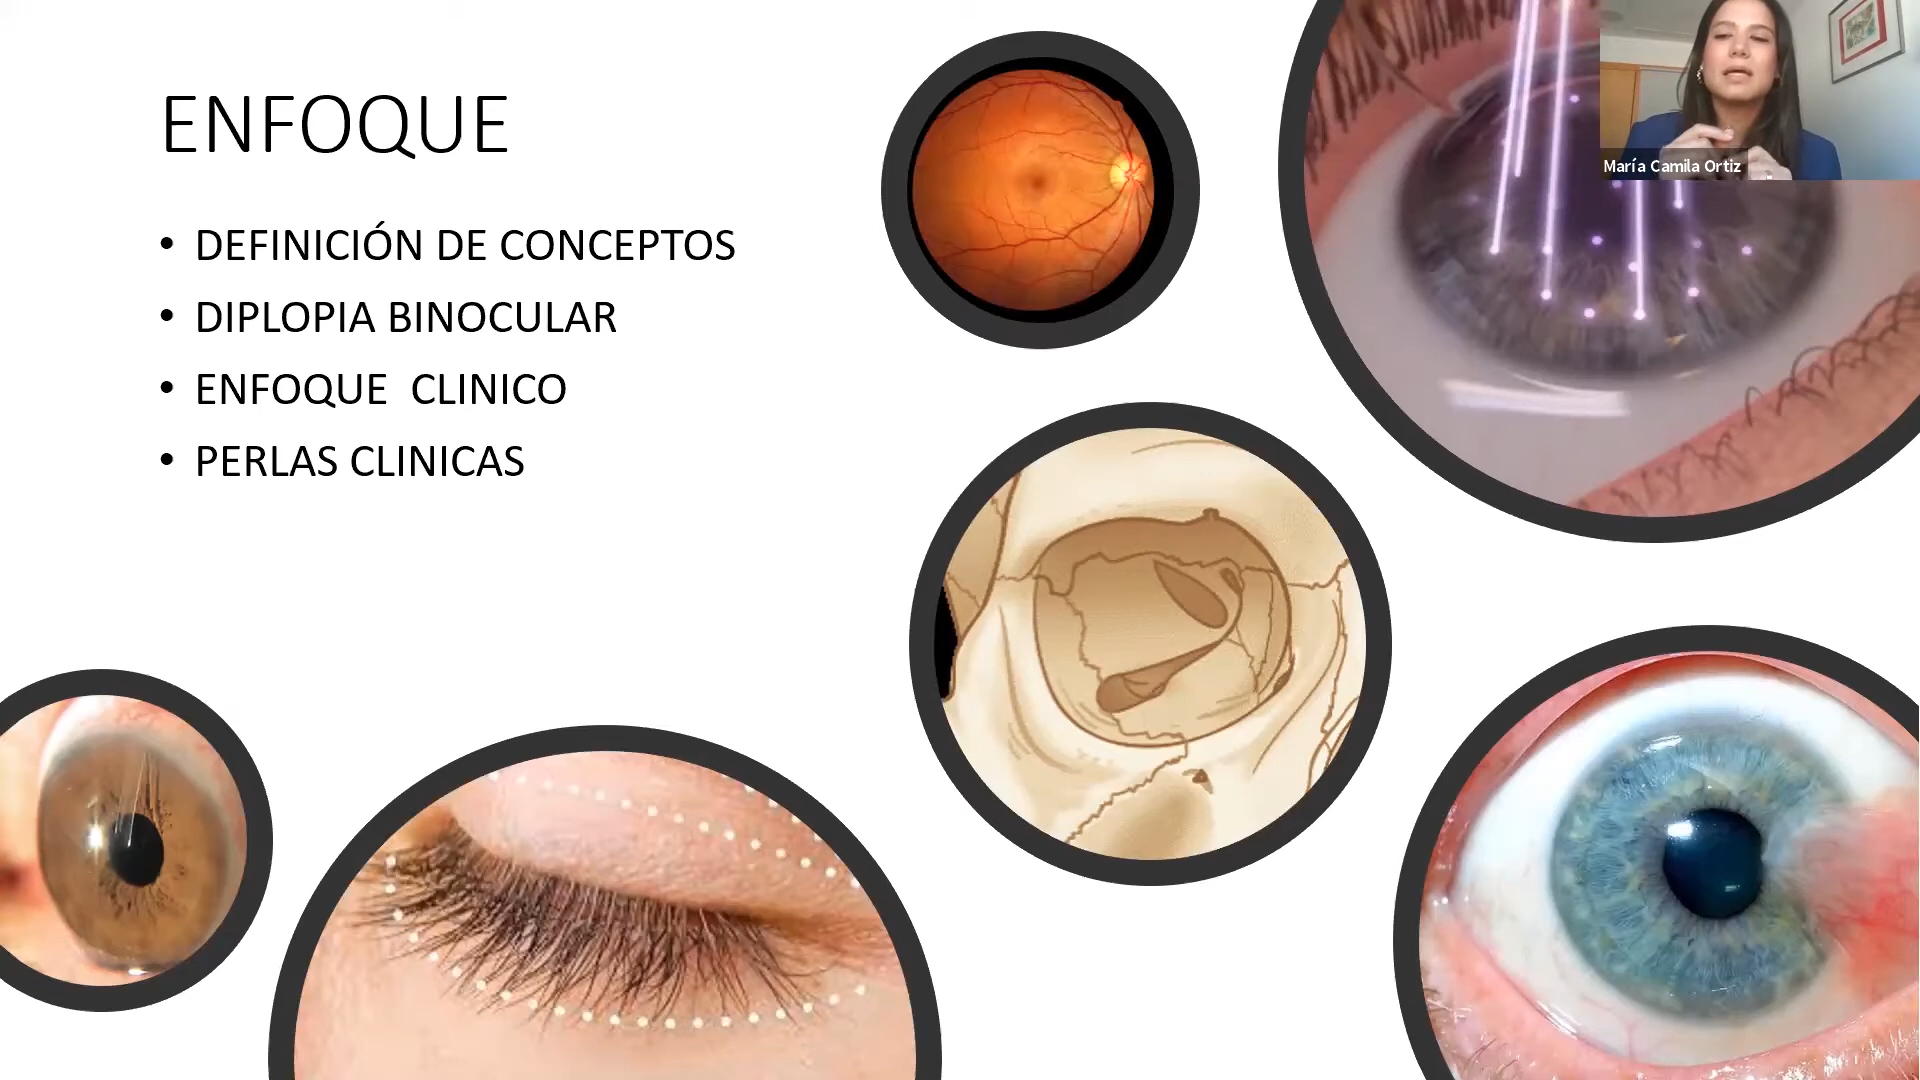 ENFOQUE
• DEFINICIÓN DE CONCEPTOS
• DIPLOPIA BINOCULAR
• ENFOQUE  CLINICO
• PERLAS CLINICAS
María Camila Ortiz